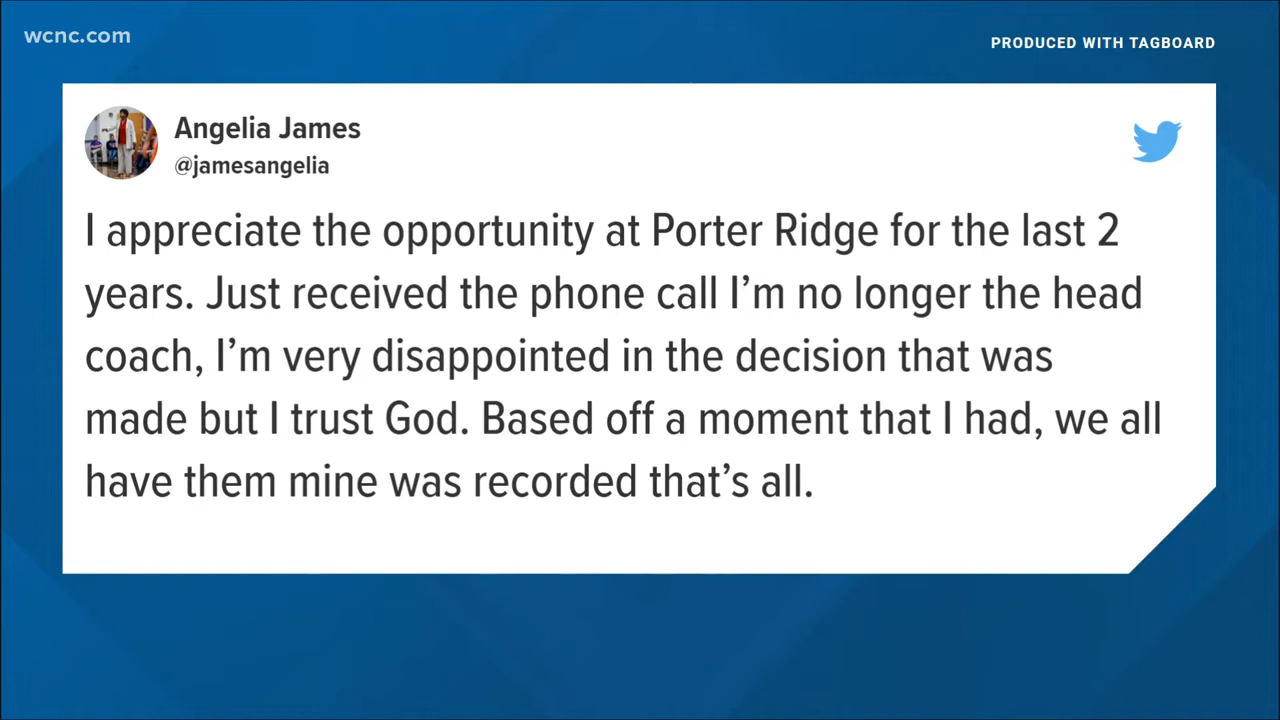 wcnc.com
PRODUCED WITH TAGBOARD
Angelia James
@jamesangelia
I appreciate the opportunity at Porter Ridge for the last 2
years. Just received the phone call I’m no longer the head
coach, I’m very disappointed in the decision that was
made but I trust God. Based off a moment that I had, we all
have them mine was recorded that’s all.